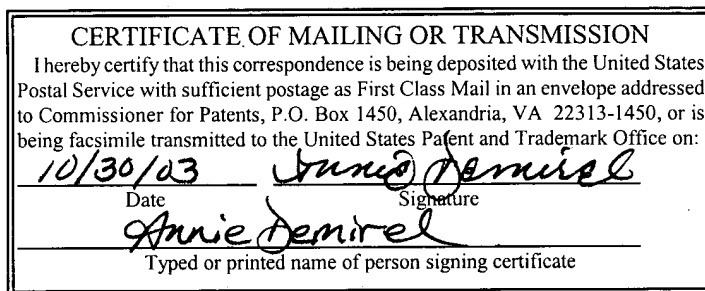 CERTIFICATE OF MAILING OR TRANSMISSION
I hereby certify that this correspondence is being deposited with the United States
Postal Service with sufficient postage as First Class Mail in an envelope addressed
to Commissioner for Patents, P.O. Box 1450, Alexandria, VA 22313-1450, or is
being facsimile transmitted to the United States Patent and Trademark Office on:
10/30/03 Annie Demirel
Date Signature
Annie Demirel
Typed or printed name of person signing certificate